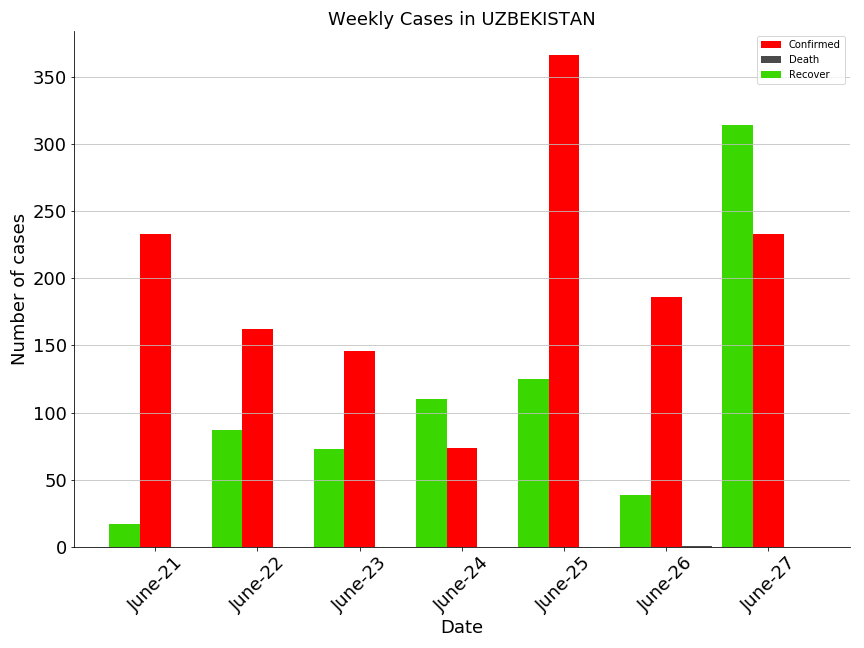 Weekly Cases in UZBEKISTAN
Confirmed
Death
Recover
Number of cases
350
300
250
200
150
100
50
0
June-21
June-22
June-23
June-24
June-25
June-26
June-27
Date